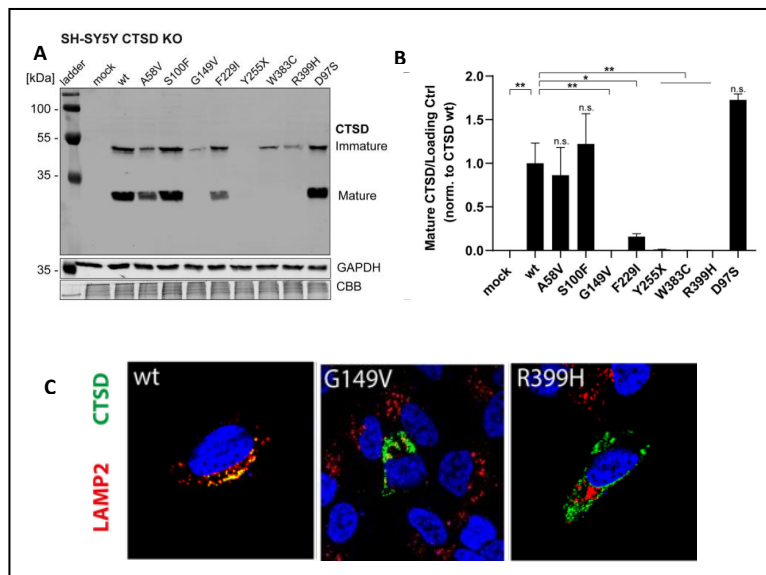 SH-SY5Y CTSD KO
A
[kDa]
ladder
mock
wt
A58V
S100F
G149V
F229I
Y255X
W383C
R399H
D97S
100 -
55 -
35 -
CTSD
Immature
Mature
35 -
GAPDH
CBB
B
Mature CTSD/Loading Ctrl
(norm. to CTSD wt)
2.0
1.5
1.0
0.5
0.0
**
**
*
**
n.s.
n.s.
n.s.
mock
wt
A58V
S100F
G149V
F229I
Y255X
W383C
R399H
D97S
C
LAMP2 CTSD
wt
G149V
R399H